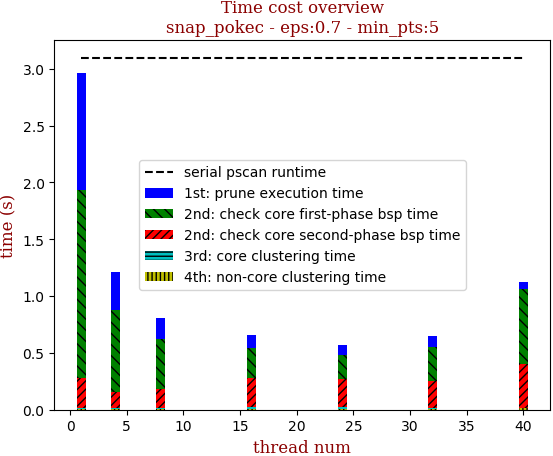 Time cost overview
snap_pokec - eps:0.7 - min_pts:5
time (s)
3.0
2.5
2.0
1.5
1.0
0.5
0.0
serial pscan runtime
1st: prune execution time
2nd: check core first-phase bsp time
2nd: check core second-phase bsp time
3rd: core clustering time
4th: non-core clustering time
0 5 10 15 20 25 30 35 40
thread num